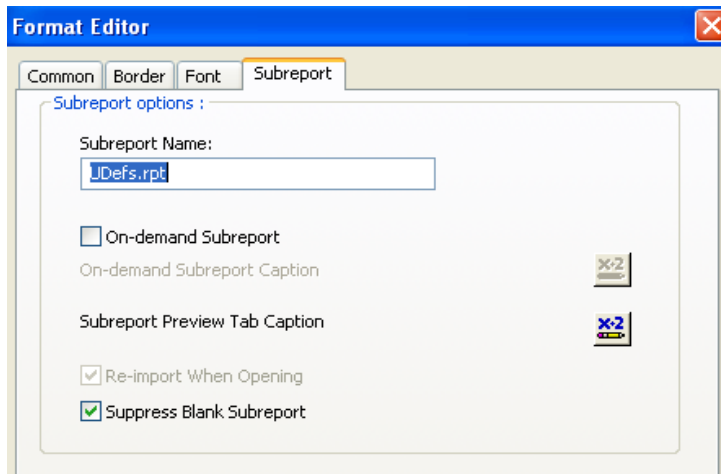 Format Editor
Common Border Font Subreport
Subreport options :
Subreport Name:
UDefs.rpt
On-demand Subreport
On-demand Subreport Caption
X+2
Subreport Preview Tab Caption
X+2
Re-import When Opening
Suppress Blank Subreport